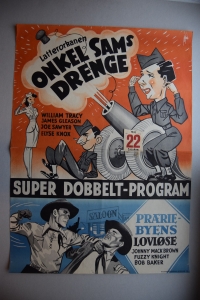 Latterorkanen
ONKEL SAMS
DRENGE
WILLIAM TRACY
JAMES GLEASON
JOE SAWYER
ELYSE KNOX
22
SUPER DOBBELT-PROGRAM
SALOON
PRÆRIE-
BYENS
LOVLØSE
JOHNNY MACK BROWN
FUZZY KNIGHT
BOB BAKER